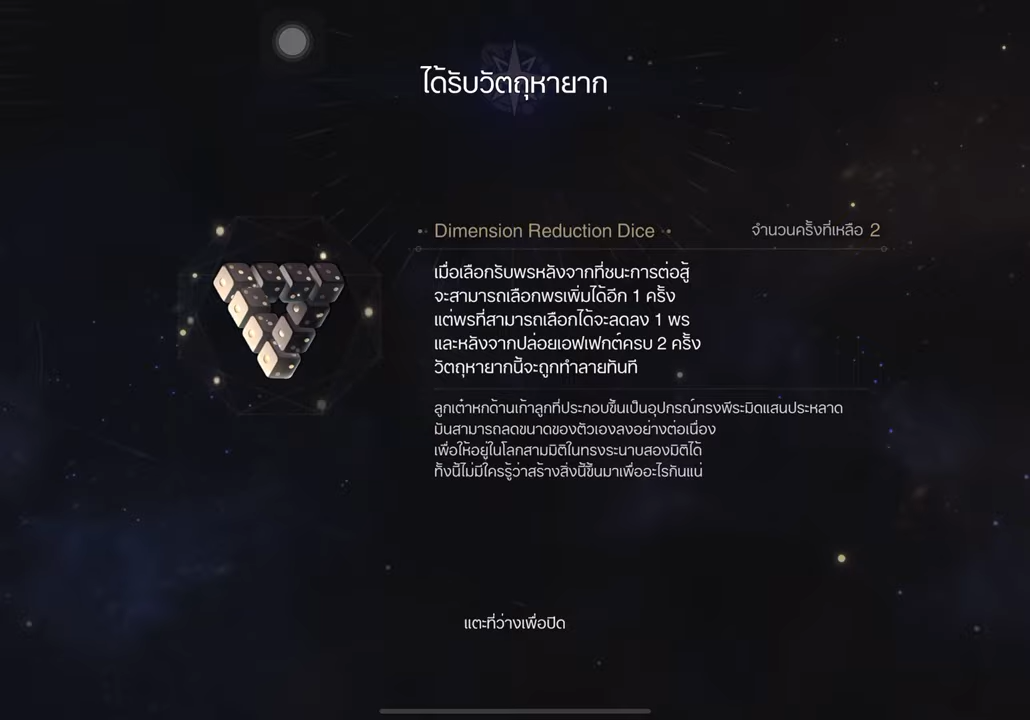 ได้รับวัตถุหายาก
Dimension Reduction Dice
จำนวนครั้งที่เหลือ 2
เมื่อเลือกรับพรหลังจากที่ชนะการต่อสู้
จะสามารถเลือกพรเพิ่มได้อีก 1 ครั้ง
แต่พรที่สามารถเลือกได้จะลดลง 1 พร
และหลังจากปล่อยเอฟเฟกต์ครบ 2 ครั้ง
วัตถุหายากนี้จะถูกทำลายทันที
ลูกเต๋าหกด้านเก้าลูกที่ประกอบขึ้นเป็นอุปกรณ์ทรงพีระมิดแสนประหลาด
มันสามารถลดขนาดของตัวเองลงอย่างต่อเนื่อง
เพื่อให้อยู่ในโลกสามมิติในทรงระนาบสองมิติได้
ทั้งนี้ไม่มีใครรู้ว่าสร้างสิ่งนี้ขึ้นมาเพื่ออะไรกันแน่
แตะที่ว่างเพื่อปิด